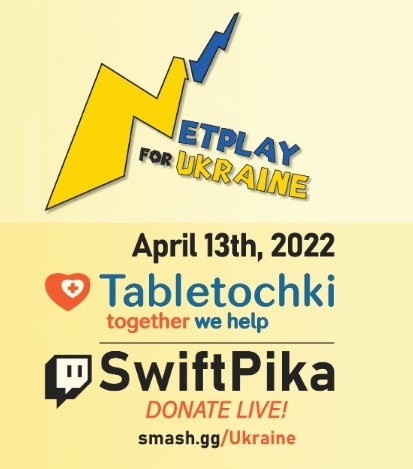 NETPLAY
FOR UKRAINE
April 13th, 2022
Tabletochki
together we help
SwiftPika
DONATE LIVE!
smash.gg/Ukraine